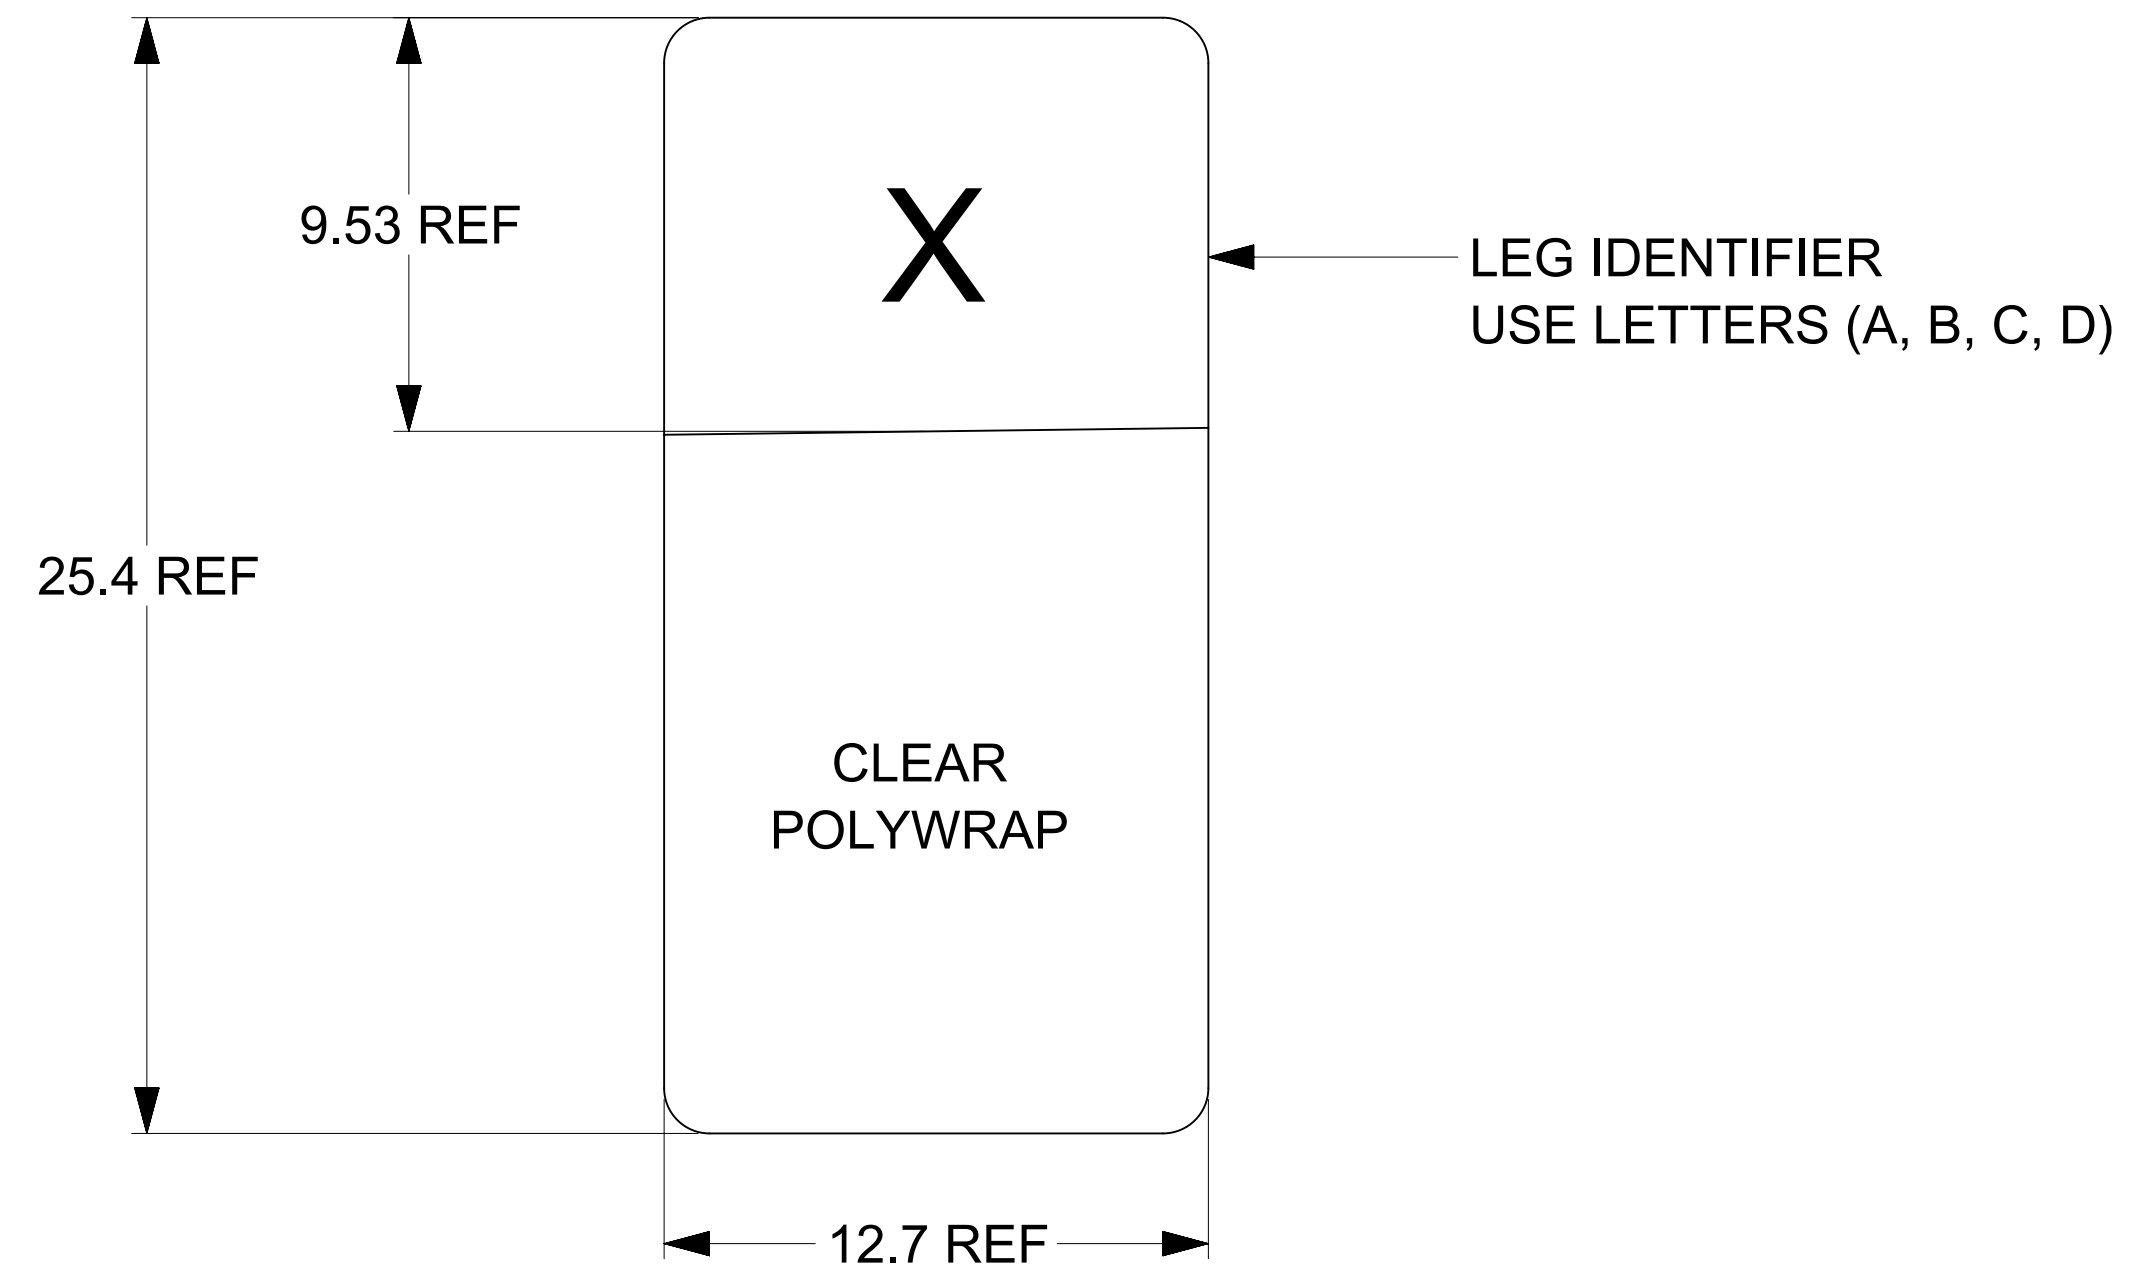 X
9.53 REF
LEG IDENTIFIER
USE LETTERS (A, B, C, D)
25.4 REF
CLEAR
POLYWRAP
12.7 REF